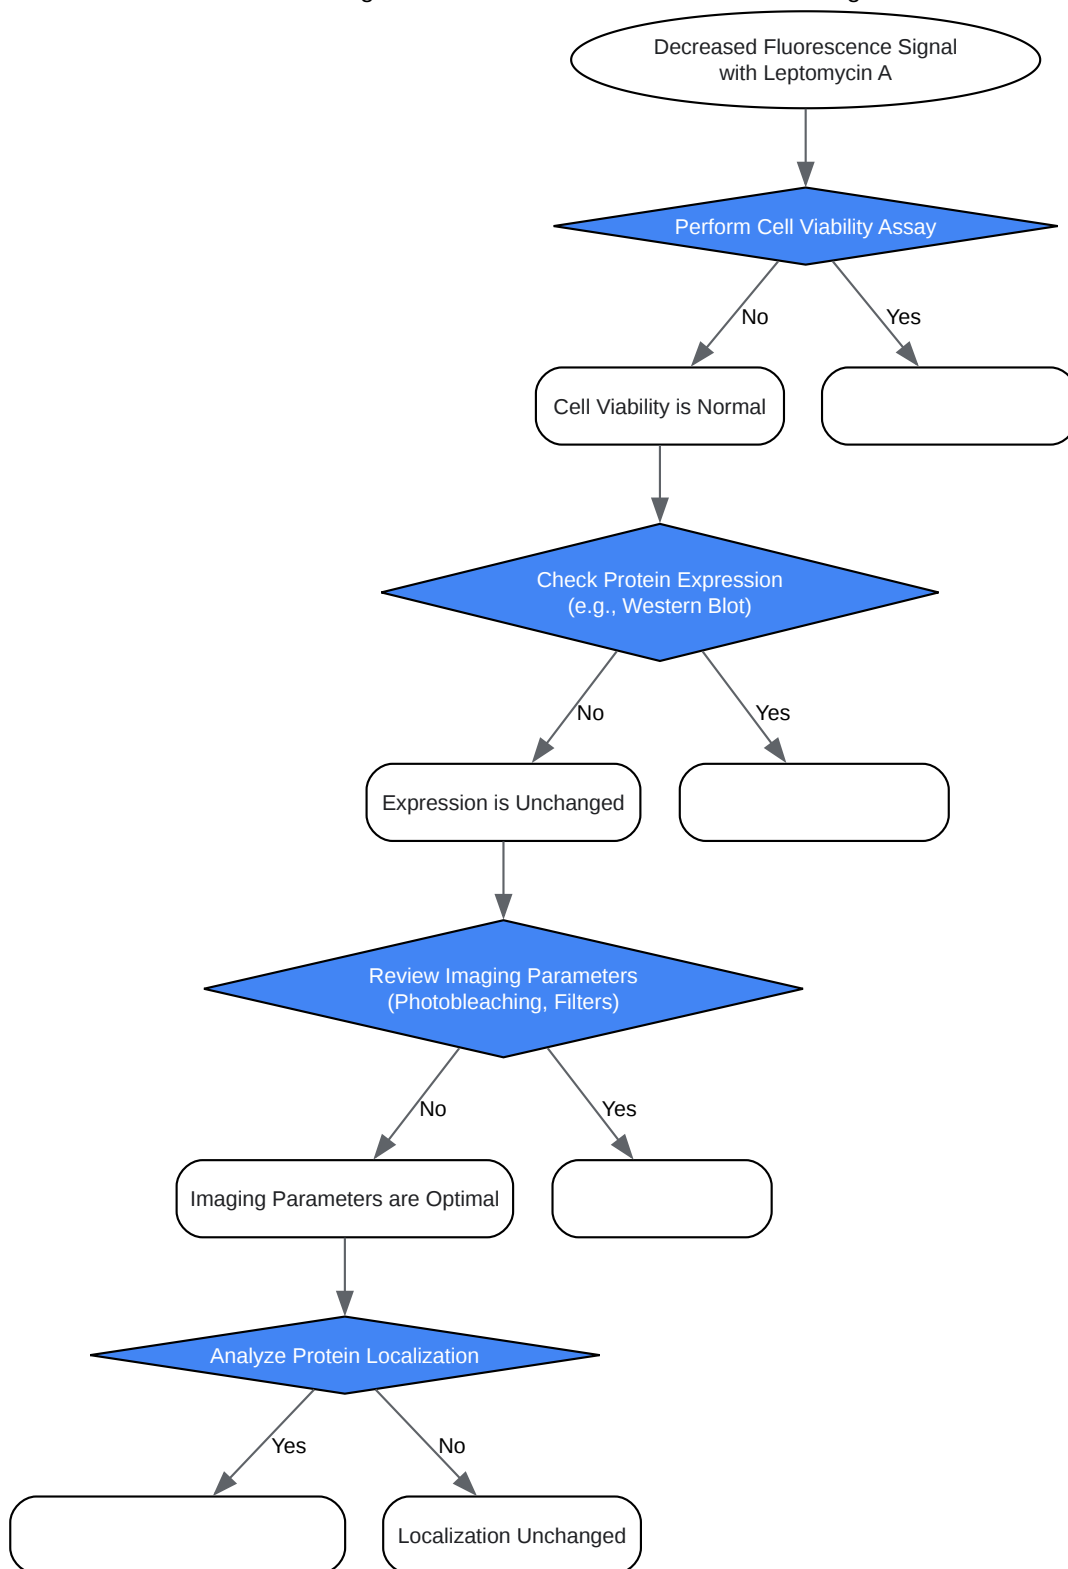 Decreased Fluorescence Signal
with Leptomycin A
Perform Cell Viability Assay
No
Yes
Cell Viability is Normal
Check Protein Expression
(e.g., Western Blot)
No
Yes
Expression is Unchanged
Review Imaging Parameters
(Photobleaching, Filters)
No
Yes
Imaging Parameters are Optimal
Analyze Protein Localization
Yes
No
Localization Unchanged